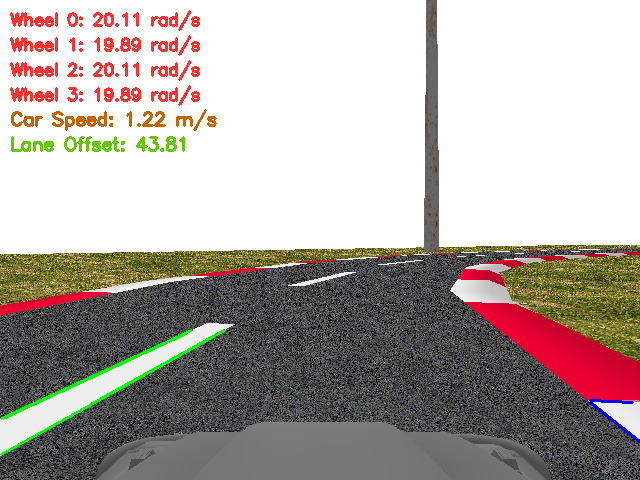 Wheel 0: 20.11 rad/s
Wheel 1: 19.89 rad/s
Wheel 2: 20.11 rad/s
Wheel 3: 19.89 rad/s
Car Speed: 1.22 m/s
Lane Offset: 43.81